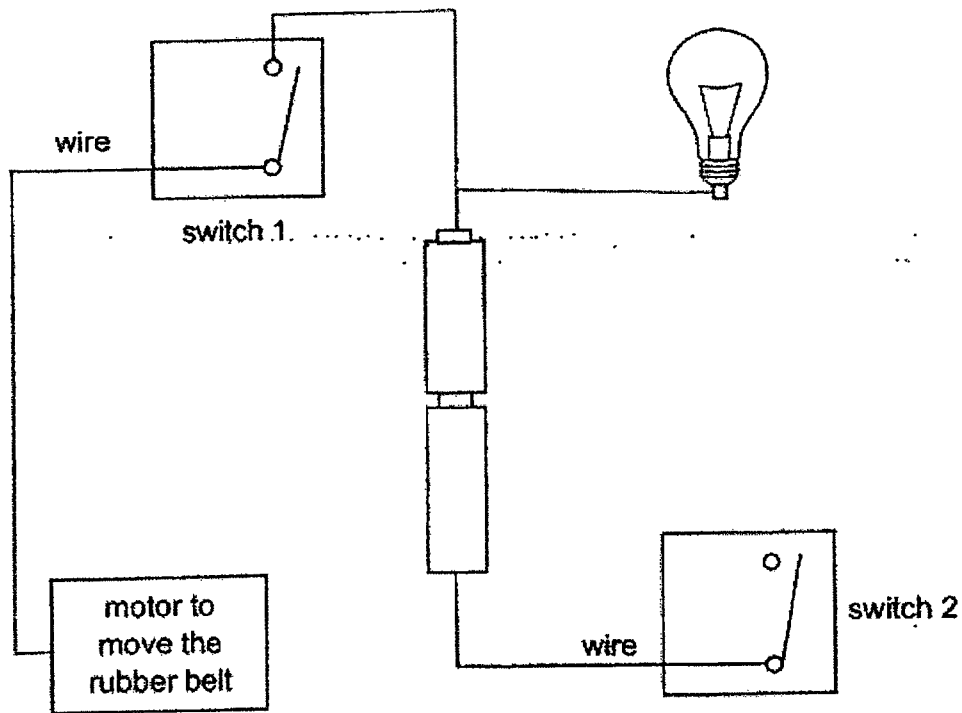 wire
switch 1
motor to
move the
rubber belt
wire
switch 2